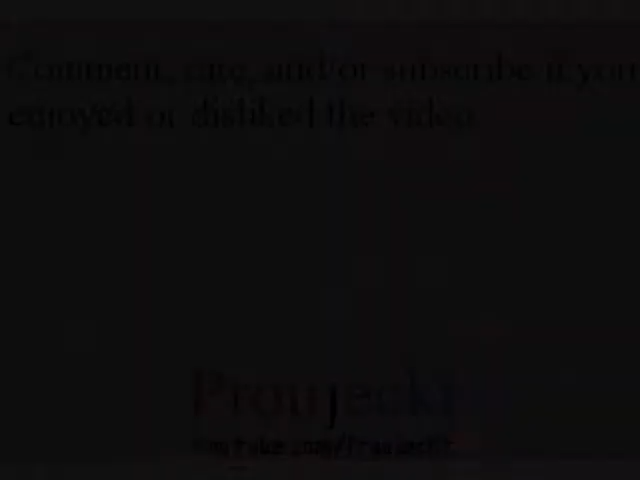 Comment, rate, and/or subscribe if you
enjoyed or disliked the video.